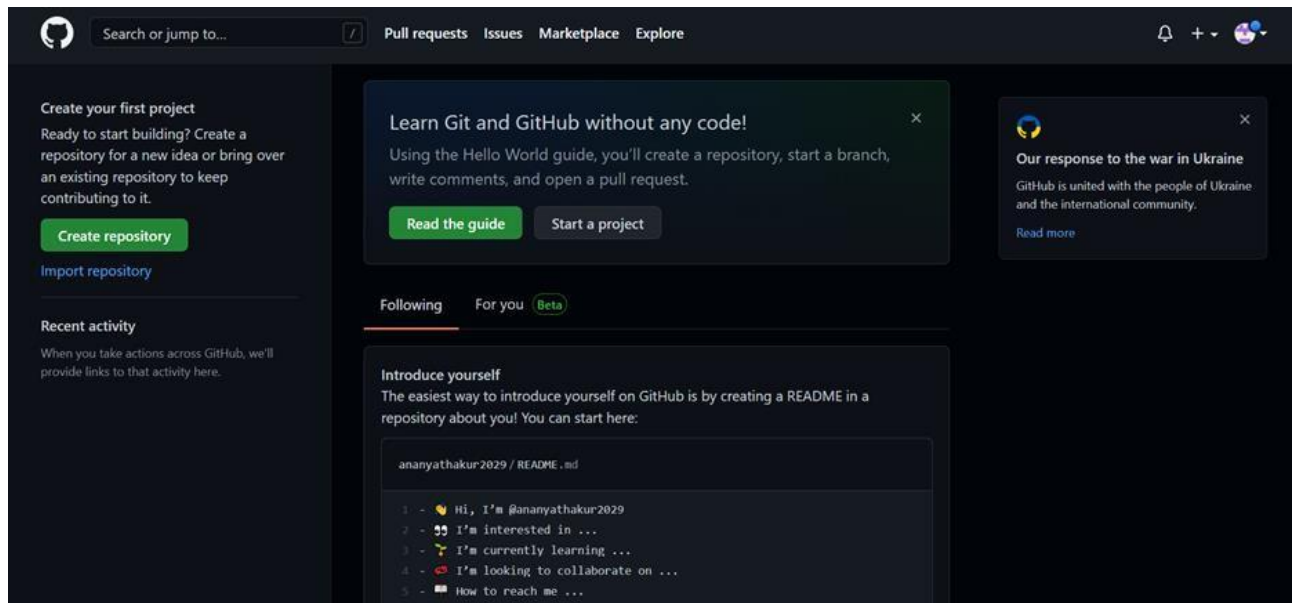 Search or jump to...
/
Pull requests Issues Marketplace Explore
Create your first project
Ready to start building? Create a
repository for a new idea or bring over
an existing repository to keep
contributing to it.
Create repository
Import repository
Recent activity
When you take actions across GitHub, we'll
provide links to that activity here.
Learn Git and GitHub without any code!
Using the Hello World guide, you'll create a repository, start a branch,
write comments, and open a pull request.
Read the guide
Start a project
Following
For you Beta
Introduce yourself
The easiest way to introduce yourself on GitHub is by creating a README in a
repository about you! You can start here:
ananyathakur2029 / README.md
1 - 👋 Hi, I'm @ananyathakur2029
2 - 👀 I'm interested in ...
3 - 🌱 I'm currently learning ...
4 - 💞️ I'm looking to collaborate on ...
5 - 📫 How to reach me ...
Our response to the war in Ukraine
GitHub is united with the people of Ukraine
and the international community.
Read more